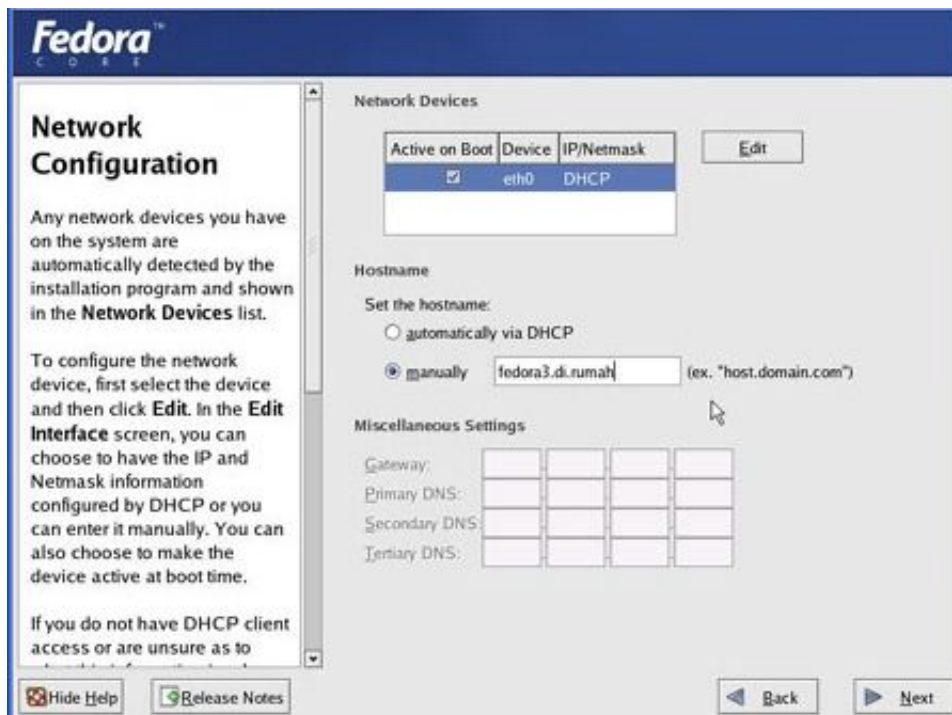 Fedora™
CORE
Network
Configuration
Any network devices you have
on the system are
automatically detected by the
installation program and shown
in the Network Devices list.
To configure the network
device, first select the device
and then click Edit. In the Edit
Interface screen, you can
choose to have the IP and
Netmask information
configured by DHCP or you
can enter it manually. You can
also choose to make the
device active at boot time.
If you do not have DHCP client
access or are unsure as to
Network Devices
Active on Boot Device IP/Netmask
eth0 DHCP
Edit
Hostname
Set the hostname:
automatically via DHCP
manually fedora3.di.rumah (ex. "host.domain.com")
Miscellaneous Settings
Gateway:
Primary DNS:
Secondary DNS:
Tertiary DNS:
Hide Help Release Notes Back Next